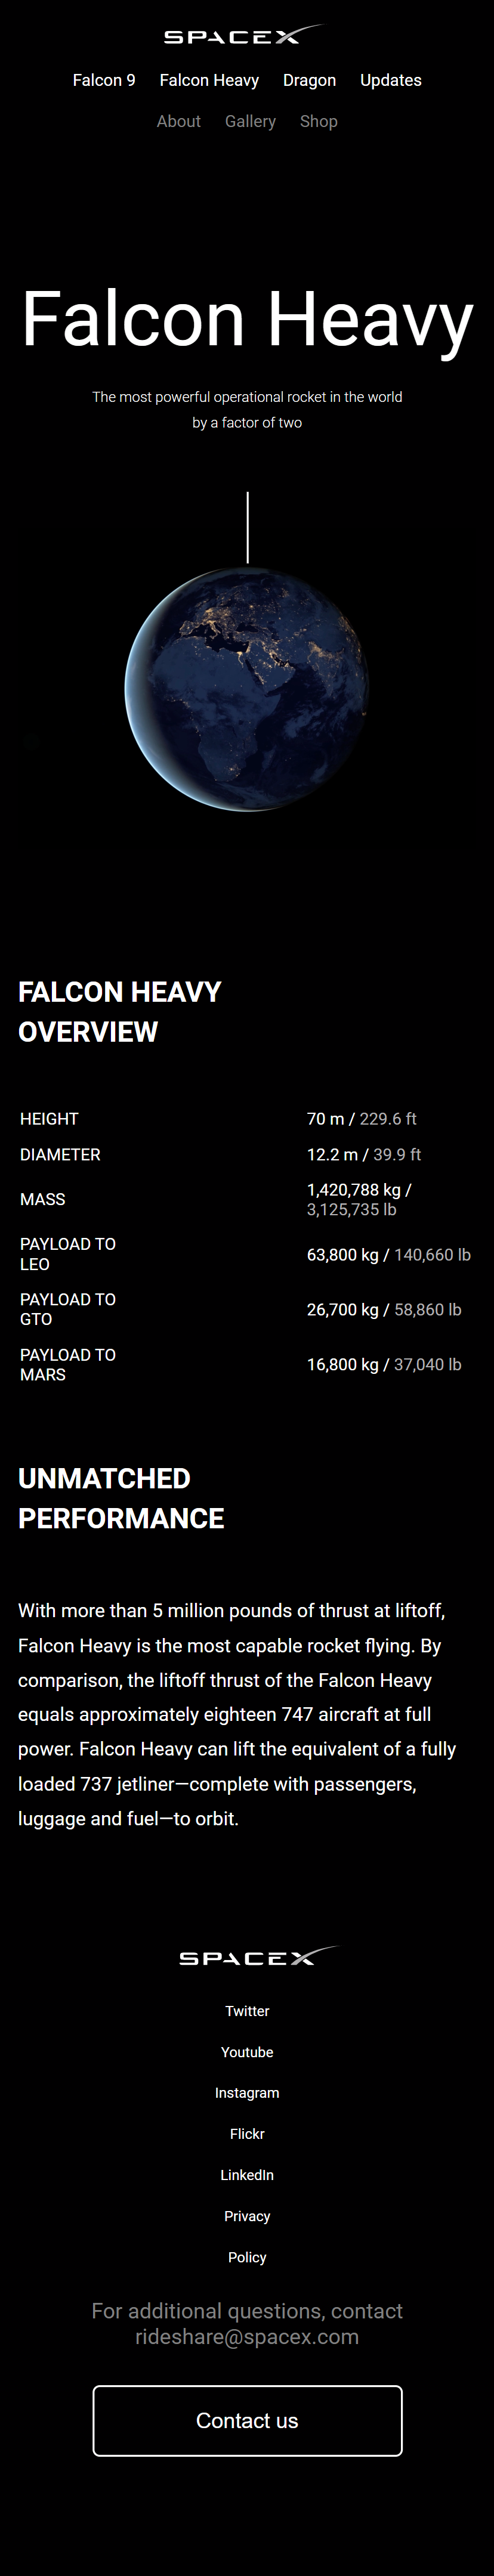 SPACEX
Falcon 9 Falcon Heavy Dragon Updates
About Gallery Shop
Falcon Heavy
The most powerful operational rocket in the world
by a factor of two
FALCON HEAVY
OVERVIEW
HEIGHT 70 m / 229.6 ft
DIAMETER 12.2 m / 39.9 ft
MASS 1,420,788 kg /
3,125,735 lb
PAYLOAD TO
LEO 63,800 kg / 140,660 lb
PAYLOAD TO
GTO 26,700 kg / 58,860 lb
PAYLOAD TO
MARS 16,800 kg / 37,040 lb
UNMATCHED
PERFORMANCE
With more than 5 million pounds of thrust at liftoff,
Falcon Heavy is the most capable rocket flying. By
comparison, the liftoff thrust of the Falcon Heavy
equals approximately eighteen 747 aircraft at full
power. Falcon Heavy can lift the equivalent of a fully
loaded 737 jetliner—complete with passengers,
luggage and fuel—to orbit.
SPACEX
Twitter
Youtube
Instagram
Flickr
LinkedIn
Privacy
Policy
For additional questions, contact
rideshare@spacex.com
Contact us